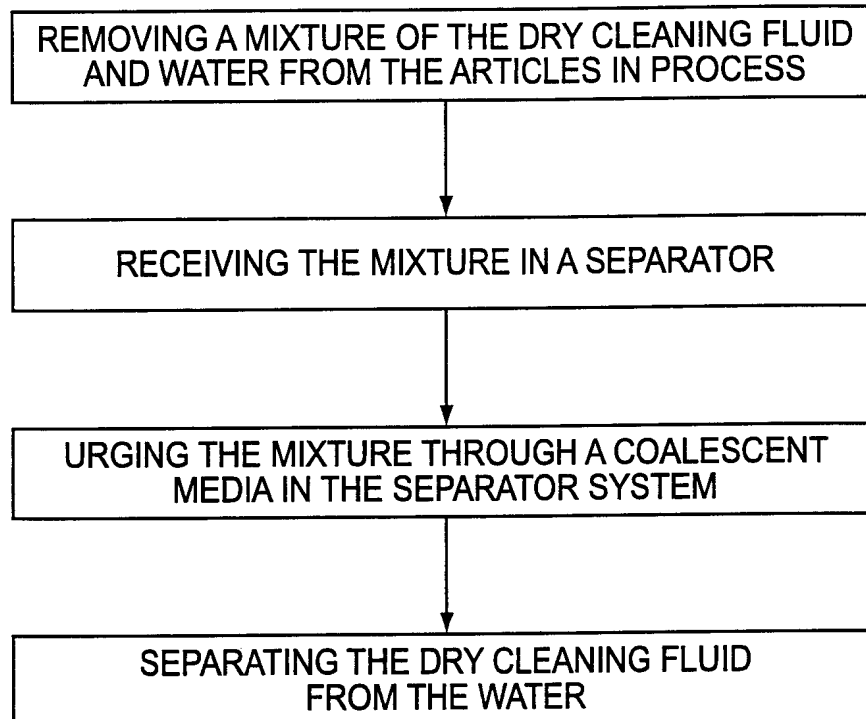 REMOVING A MIXTURE OF THE DRY CLEANING FLUID
AND WATER FROM THE ARTICLES IN PROCESS
RECEIVING THE MIXTURE IN A SEPARATOR
URGING THE MIXTURE THROUGH A COALESCENT
MEDIA IN THE SEPARATOR SYSTEM
SEPARATING THE DRY CLEANING FLUID
FROM THE WATER